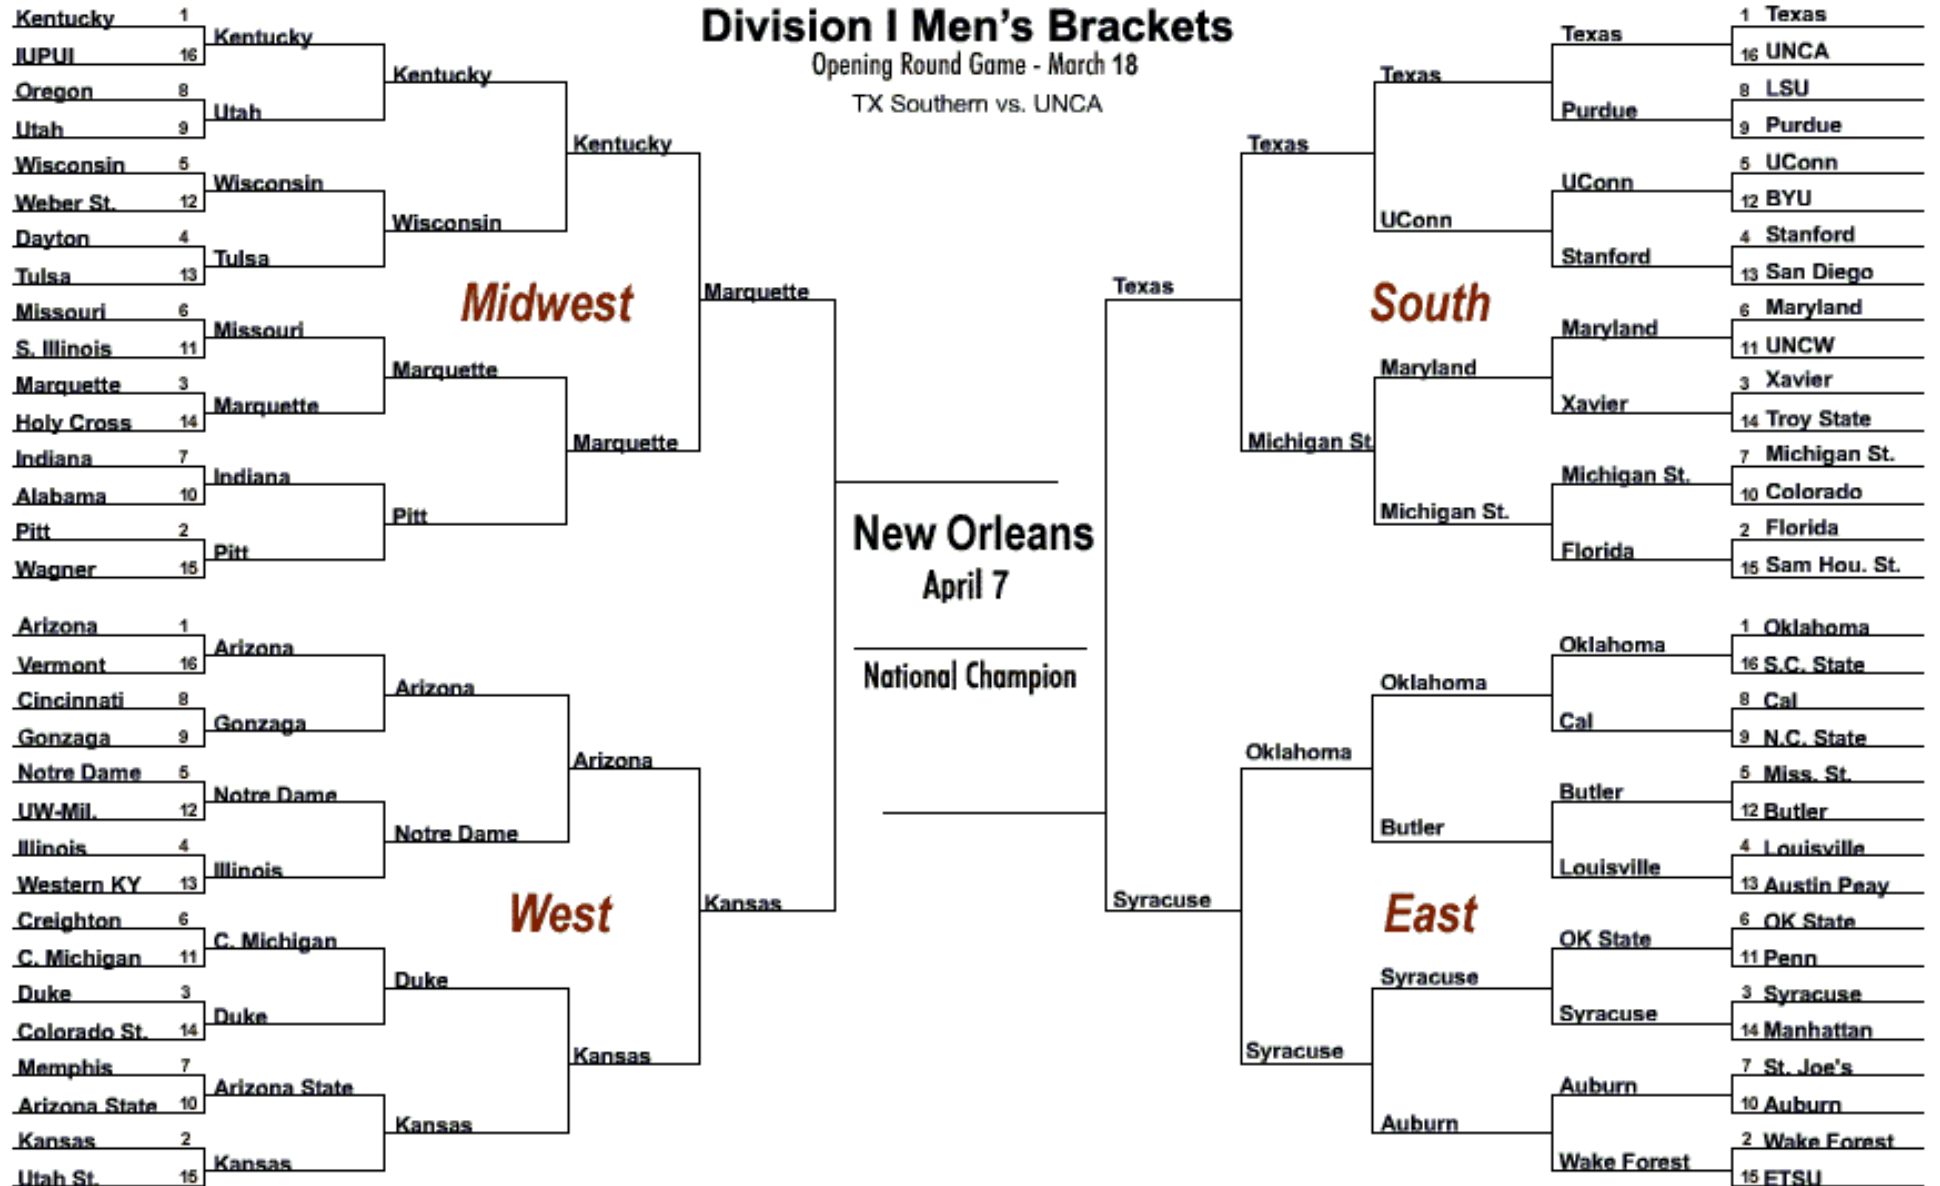 Division I Men's Brackets
Opening Round Game - March 18
TX Southern vs. UNCA
Kentucky 1
IUPUI 16
Oregon 8
Utah 9
Wisconsin 5
Weber St. 12
Dayton 4
Tulsa 13
Missouri 6
S. Illinois 11
Marquette 3
Holy Cross 14
Indiana 7
Alabama 10
Pitt 2
Wagner 15
Kentucky
Utah
Wisconsin
Tulsa
Missouri
Marquette
Indiana
Pitt
Kentucky
Wisconsin
Marquette
Pitt
Kentucky
Marquette
Marquette
Midwest
Arizona 1
Vermont 16
Cincinnati 8
Gonzaga 9
Notre Dame 5
UW-Mil. 12
Illinois 4
Western KY 13
Creighton 6
C. Michigan 11
Duke 3
Colorado St. 14
Memphis 7
Arizona State 10
Kansas 2
Utah St. 15
Arizona
Gonzaga
Notre Dame
Illinois
C. Michigan
Duke
Arizona State
Kansas
Arizona
Notre Dame
Duke
Kansas
Arizona
Kansas
Kansas
West
New Orleans
April 7
National Champion
Texas
Texas
Michigan St.
Texas
UConn
Maryland
Michigan St.
Texas
Purdue
UConn
Stanford
Maryland
Xavier
Michigan St.
Florida
South
1 Texas
16 UNCA
8 LSU
9 Purdue
5 UConn
12 BYU
4 Stanford
13 San Diego
6 Maryland
11 UNCW
3 Xavier
14 Troy State
7 Michigan St.
10 Colorado
2 Florida
15 Sam Hou. St.
Syracuse
Oklahoma
Syracuse
Oklahoma
Butler
Syracuse
Auburn
Oklahoma
Cal
Butler
Louisville
OK State
Syracuse
Auburn
Wake Forest
East
1 Oklahoma
16 S.C. State
8 Cal
9 N.C. State
5 Miss. St.
12 Butler
4 Louisville
13 Austin Peay
6 OK State
11 Penn
3 Syracuse
14 Manhattan
7 St. Joe's
10 Auburn
2 Wake Forest
15 ETSU